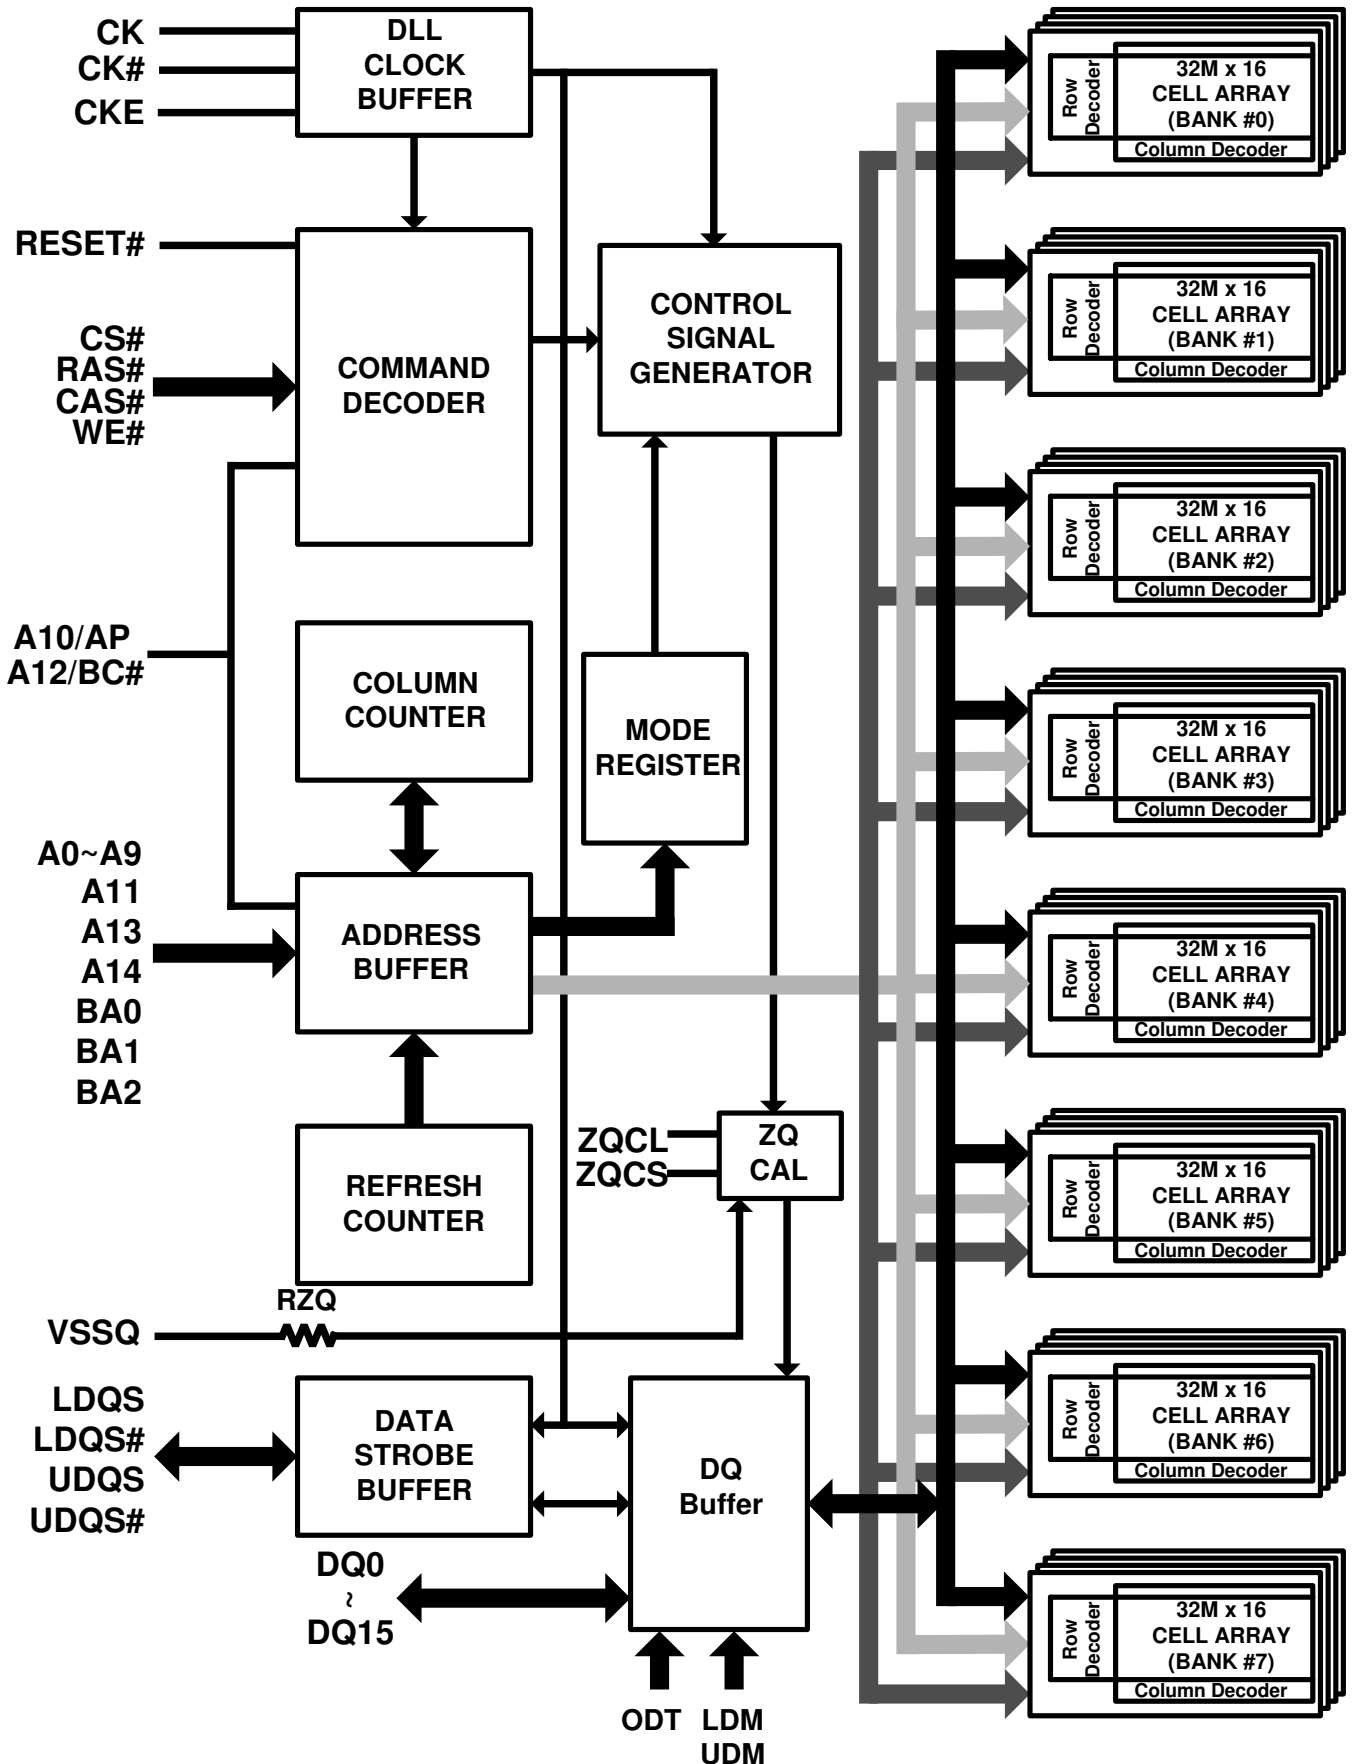 CK
CK#
CKE
DLL
CLOCK
BUFFER
RESET#
CS#
RAS#
CAS#
WE#
COMMAND
DECODER
CONTROL
SIGNAL
GENERATOR
A10/AP
A12/BC#
COLUMN
COUNTER
MODE
REGISTER
A0~A9
A11
A13
A14
BA0
BA1
BA2
ADDRESS
BUFFER
REFRESH
COUNTER
ZQCL
ZQCS
ZQ
CAL
RZQ
VSSQ
LDQS
LDQS#
UDQS
UDQS#
DATA
STROBE
BUFFER
DQ
Buffer
DQ0
~
DQ15
ODT
LDM
UDM
Row
Decoder
32M x 16
CELL ARRAY
(BANK #0)
Column Decoder
Row
Decoder
32M x 16
CELL ARRAY
(BANK #1)
Column Decoder
Row
Decoder
32M x 16
CELL ARRAY
(BANK #2)
Column Decoder
Row
Decoder
32M x 16
CELL ARRAY
(BANK #3)
Column Decoder
Row
Decoder
32M x 16
CELL ARRAY
(BANK #4)
Column Decoder
Row
Decoder
32M x 16
CELL ARRAY
(BANK #5)
Column Decoder
Row
Decoder
32M x 16
CELL ARRAY
(BANK #6)
Column Decoder
Row
Decoder
32M x 16
CELL ARRAY
(BANK #7)
Column Decoder